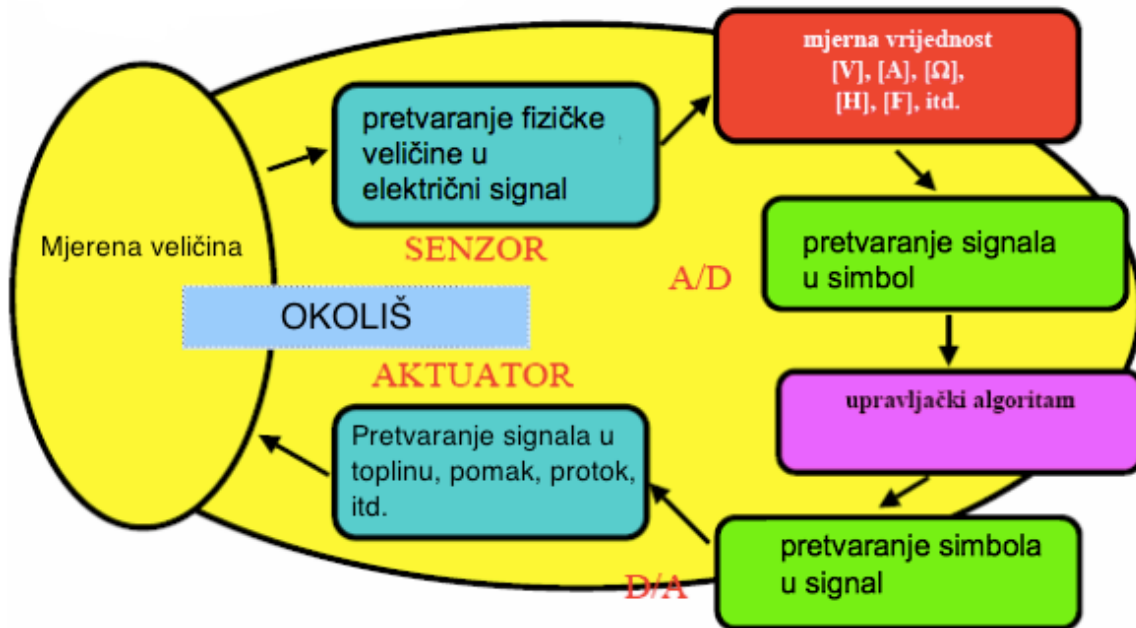 mjerna vrijednost
[V], [A], [Ω],
[H], [F], itd.
pretvaranje fizičke
veličine u
električni signal
SENZOR
Mjerena veličina
A/D
pretvaranje signala
u simbol
OKOLIŠ
AKTUATOR
upravljački algoritam
Pretvaranje signala u
toplinu, pomak, protok,
itd.
D/A
pretvaranje simbola
u signal